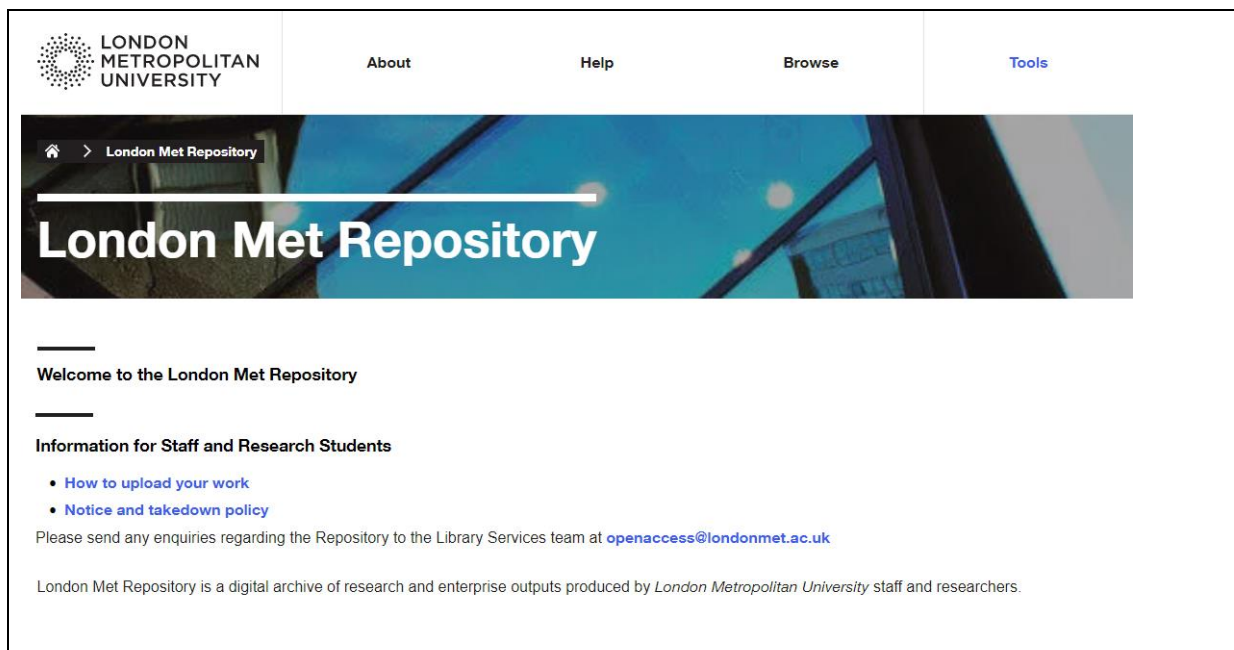 LONDON
METROPOLITAN
UNIVERSITY
About
Help
Browse
Tools
London Met Repository
London Met Repository
Welcome to the London Met Repository
Information for Staff and Research Students
• How to upload your work
• Notice and takedown policy
Please send any enquiries regarding the Repository to the Library Services team at openaccess@londonmet.ac.uk
London Met Repository is a digital archive of research and enterprise outputs produced by London Metropolitan University staff and researchers.